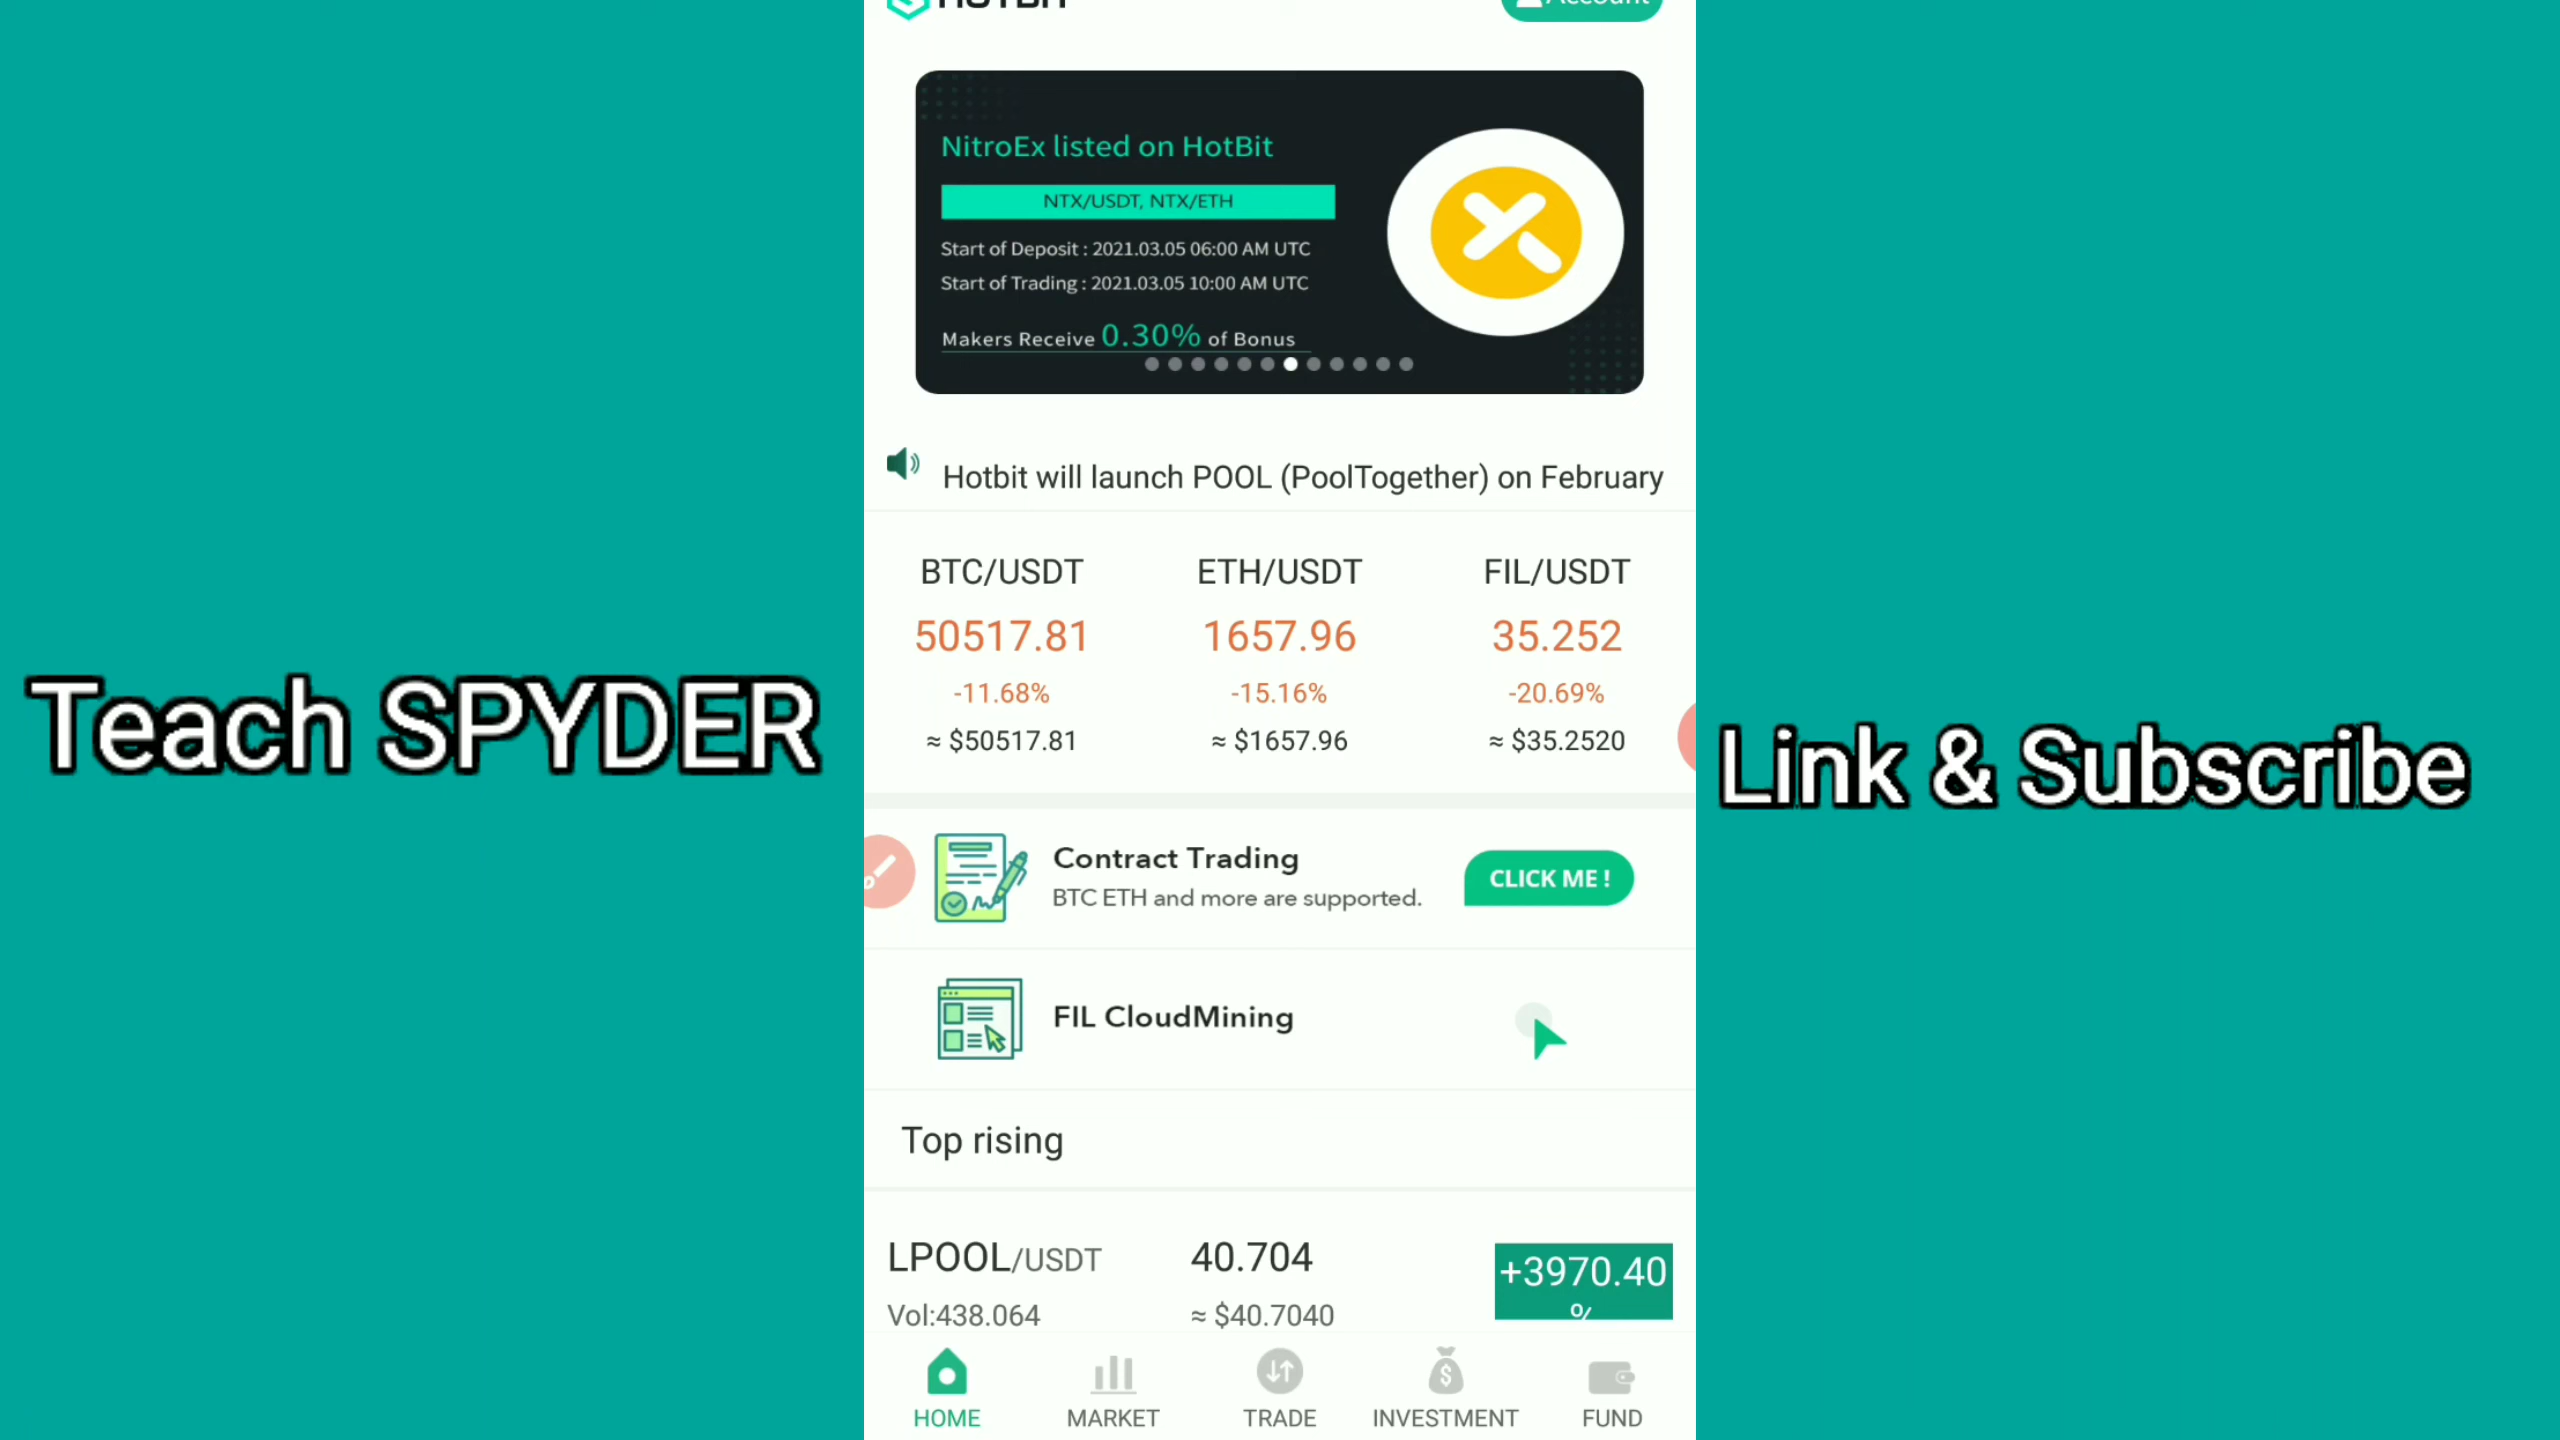 HOTBIT
Account
NitroEx listed on HotBit
NTX/USDT, NTX/ETH
Start of Deposit : 2021.03.05 06:00 AM UTC
Start of Trading : 2021.03.05 10:00 AM UTC
Makers Receive 0.30% of Bonus
Hotbit will launch POOL (PoolTogether) on February
BTC/USDT ETH/USDT FIL/USDT
50517.81 1657.96 35.252
-11.68% -15.16% -20.69%
≈ $50517.81 ≈ $1657.96 ≈ $35.2520
Teach SPYDER
Link & Subscribe
Contract Trading
BTC ETH and more are supported.
CLICK ME !
FIL CloudMining
Top rising
LPOOL/USDT 40.704 +3970.40
%
Vol:438.064 ≈ $40.7040
HOME MARKET TRADE INVESTMENT FUND